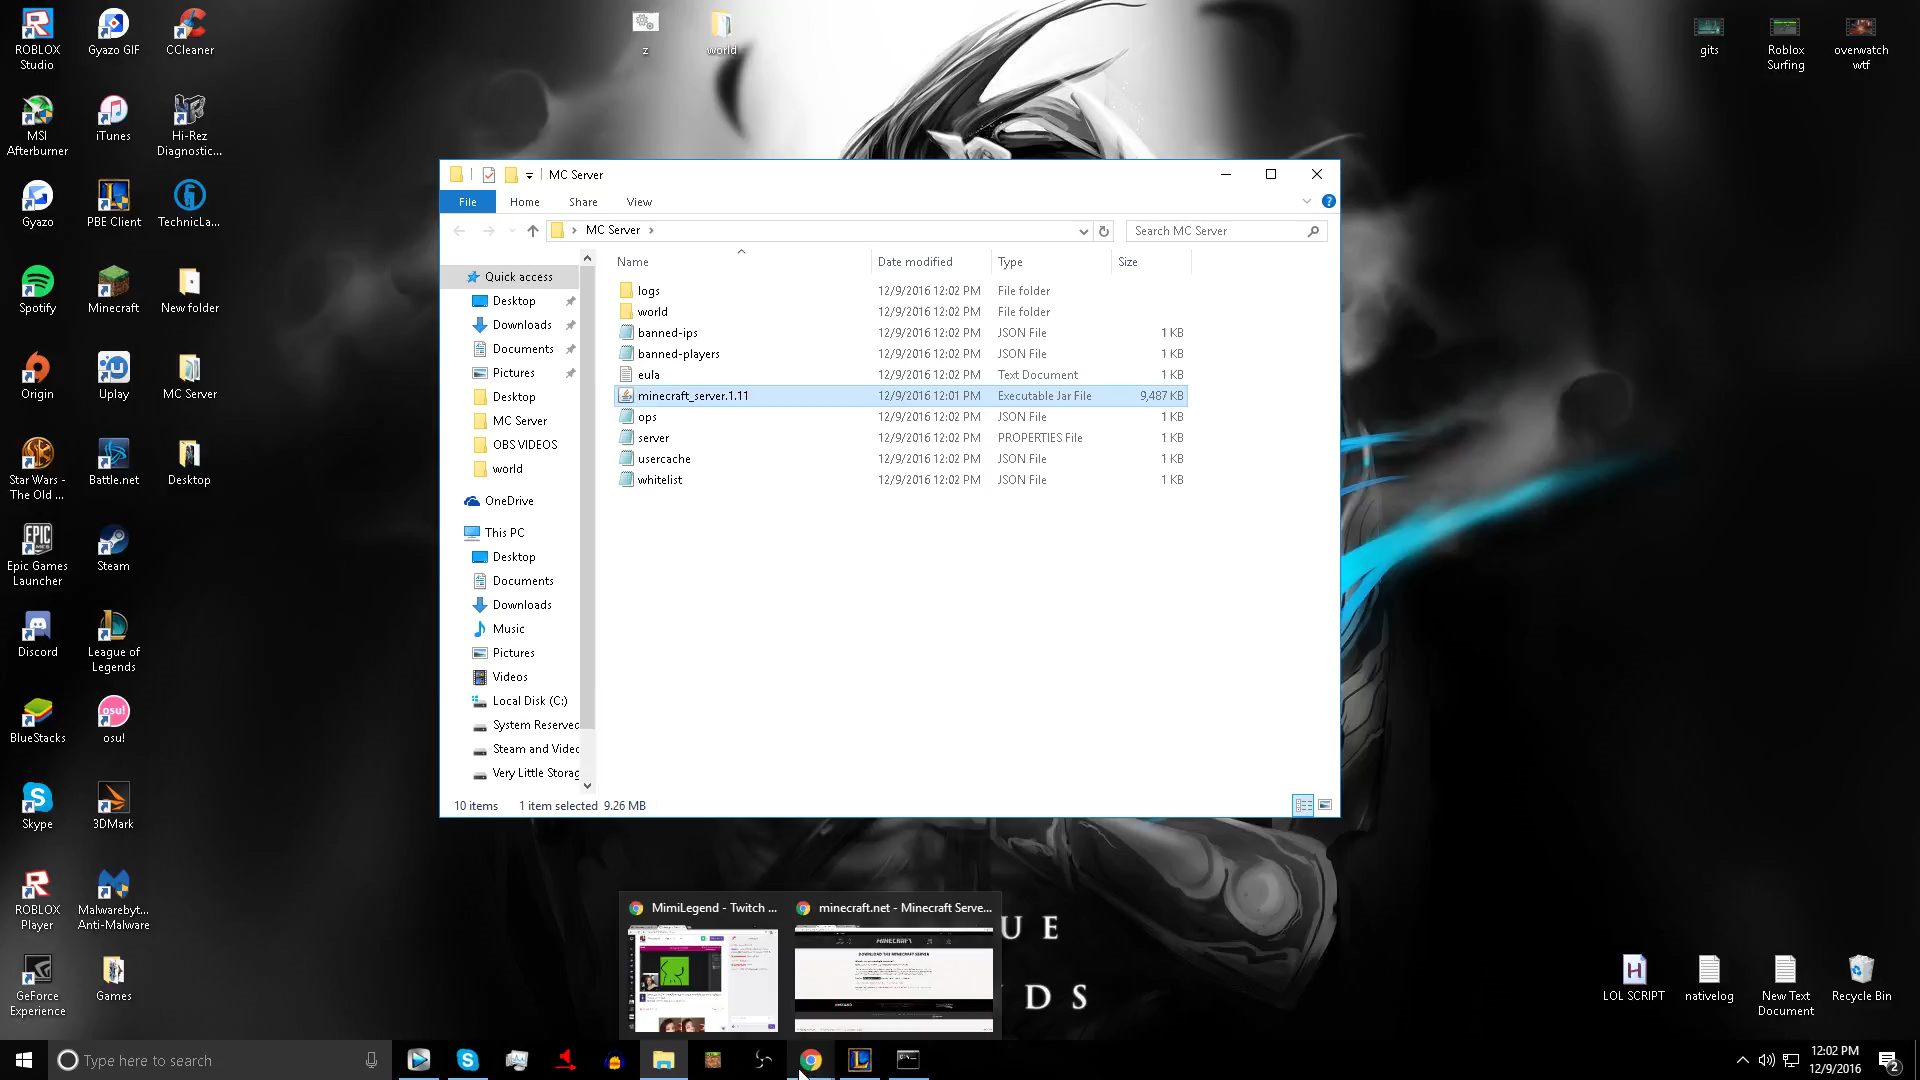 ROBLOX
Studio
Gyazo GIF
CCleaner
z
world
gits
Roblox
Surfing
overwatch
wtf
MSI
Afterburner
iTunes
Hi-Rez
Diagnostic...
Gyazo
PBE Client
TechnicLa...
Spotify
Minecraft
New folder
Origin
Uplay
MC Server
Star Wars -
The Old ...
Battle.net
Desktop
Epic Games
Launcher
Steam
Discord
League of
Legends
BlueStacks
osu!
Skype
3DMark
ROBLOX
Player
Malwarebyt...
Anti-Malware
GeForce
Experience
Games
MC Server
File
Home
Share
View
MC Server
Search MC Server
Name
Date modified
Type
Size
Quick access
Desktop
Downloads
Documents
Pictures
Desktop
MC Server
OBS VIDEOS
world
OneDrive
This PC
Desktop
Documents
Downloads
Music
Pictures
Videos
Local Disk (C:)
System Reserved
Steam and Videc
Very Little Storag
logs 12/9/2016 12:02 PM File folder
world 12/9/2016 12:02 PM File folder
banned-ips 12/9/2016 12:02 PM JSON File 1 KB
banned-players 12/9/2016 12:02 PM JSON File 1 KB
eula 12/9/2016 12:02 PM Text Document 1 KB
minecraft_server.1.11 12/9/2016 12:01 PM Executable Jar File 9,487 KB
ops 12/9/2016 12:02 PM JSON File 1 KB
server 12/9/2016 12:02 PM PROPERTIES File 1 KB
usercache 12/9/2016 12:02 PM JSON File 1 KB
whitelist 12/9/2016 12:02 PM JSON File 1 KB
10 items 1 item selected 9.26 MB
MimiLegend - Twitch ...
minecraft.net - Minecraft Serve...
MINECRAFT
DOWNLOAD THE MINECRAFT SERVER
UE
DS
LOL SCRIPT
nativelog
New Text
Document
Recycle Bin
Type here to search
12:02 PM
12/9/2016
2